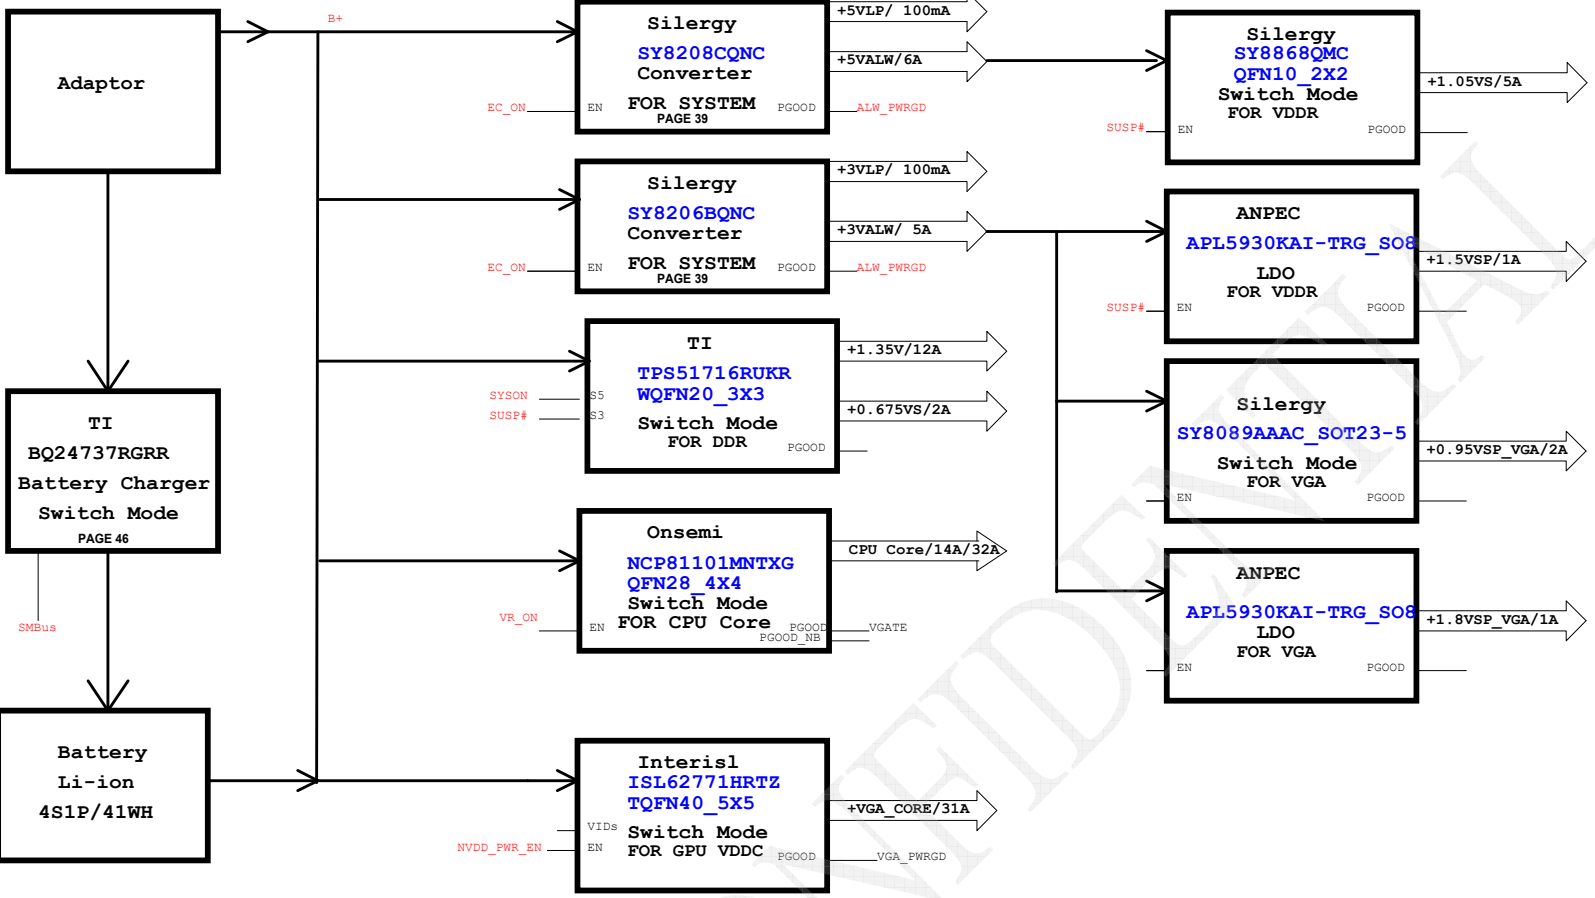 Adaptor
B+
TI
BQ24737RGRR
Battery Charger
Switch Mode
PAGE 46
SMBus
Battery
Li-ion
4S1P/41WH
Silergy
SY8208CQNC
Converter
FOR SYSTEM
PAGE 39
EC_ON
EN
PGOOD
ALW_PWRGD
+5VLP/ 100mA
+5VALW/6A
Silergy
SY8206BQNC
Converter
FOR SYSTEM
PAGE 39
EC_ON
EN
PGOOD
ALW_PWRGD
+3VLP/ 100mA
+3VALW/ 5A
TI
TPS51716RUKR
WQFN20_3X3
Switch Mode
FOR DDR
SYSON
S5
SUSP#
S3
PGOOD
+1.35V/12A
+0.675VS/2A
Onsemi
NCP81101MNTXG
QFN28_4X4
Switch Mode
FOR CPU Core
VR_ON
EN
PGOOD
PGOOD_NB
VGATE
CPU Core/14A/32A
Interisl
ISL62771HRTZ
TQFN40_5X5
Switch Mode
FOR GPU VDDC
VIDs
NVDD_PWR_EN
EN
PGOOD
VGA_PWRGD
+VGA_CORE/31A
Silergy
SY8868QMC
QFN10_2X2
Switch Mode
FOR VDDR
SUSP#
EN
PGOOD
+1.05VS/5A
ANPEC
APL5930KAI-TRG_SO8
LDO
FOR VDDR
SUSP#
EN
PGOOD
+1.5VSP/1A
Silergy
SY8089AAAC_SOT23-5
Switch Mode
FOR VGA
EN
PGOOD
+0.95VSP_VGA/2A
ANPEC
APL5930KAI-TRG_SO8
LDO
FOR VGA
EN
PGOOD
+1.8VSP_VGA/1A
NFIDENTIAL